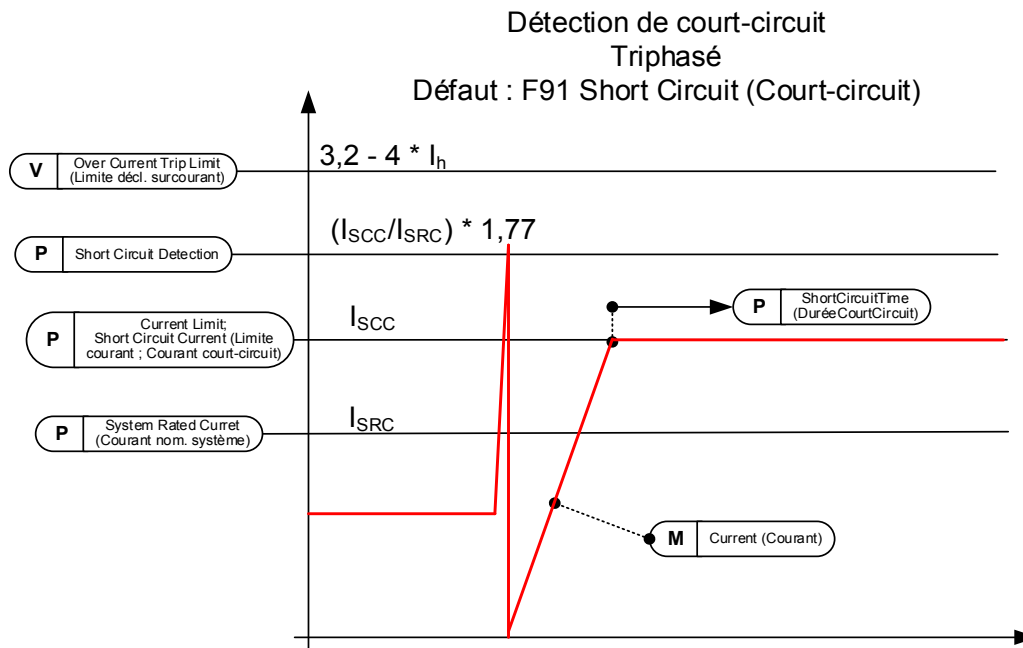 Détection de court-circuit
Triphasé
Défaut : F91 Short Circuit (Court-circuit)
V
Over Current Trip Limit
(Limite décl. surcourant)
3,2 - 4 * Ih
P
Short Circuit Detection
(ISCC/ISRC) * 1,77
P
Current Limit;
Short Circuit Current (Limite
courant ; Courant court-circuit)
ISCC
P
ShortCircuitTime
(DuréeCourtCircuit)
P
System Rated Curret
(Courant nom. système)
ISRC
M
Current (Courant)